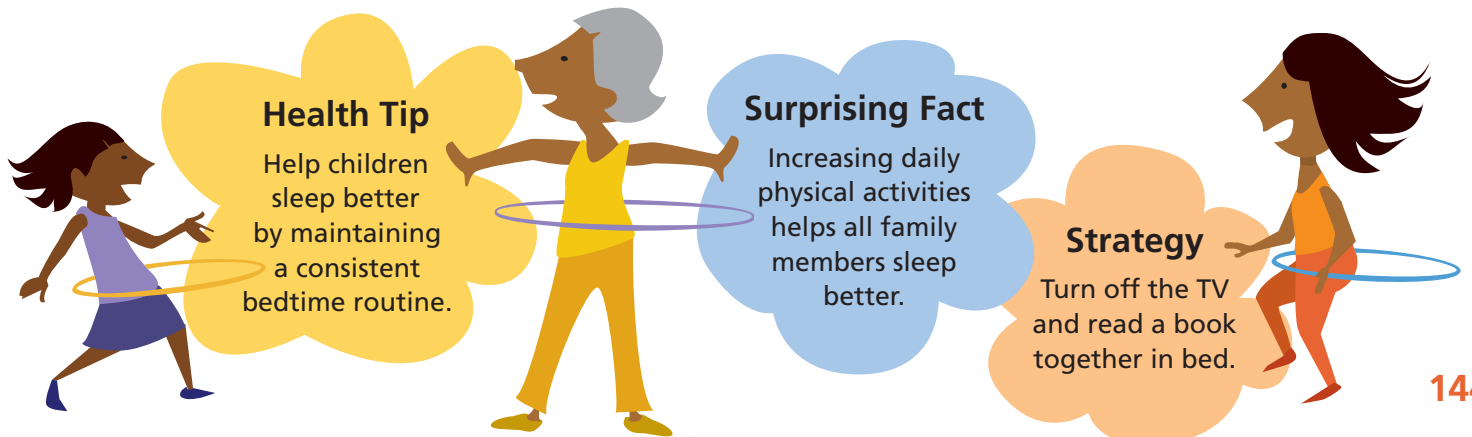 Health Tip
Help children
sleep better
by maintaining
a consistent
bedtime routine.
Surprising Fact
Increasing daily
physical activities
helps all family
members sleep
better.
Strategy
Turn off the TV
and read a book
together in bed.